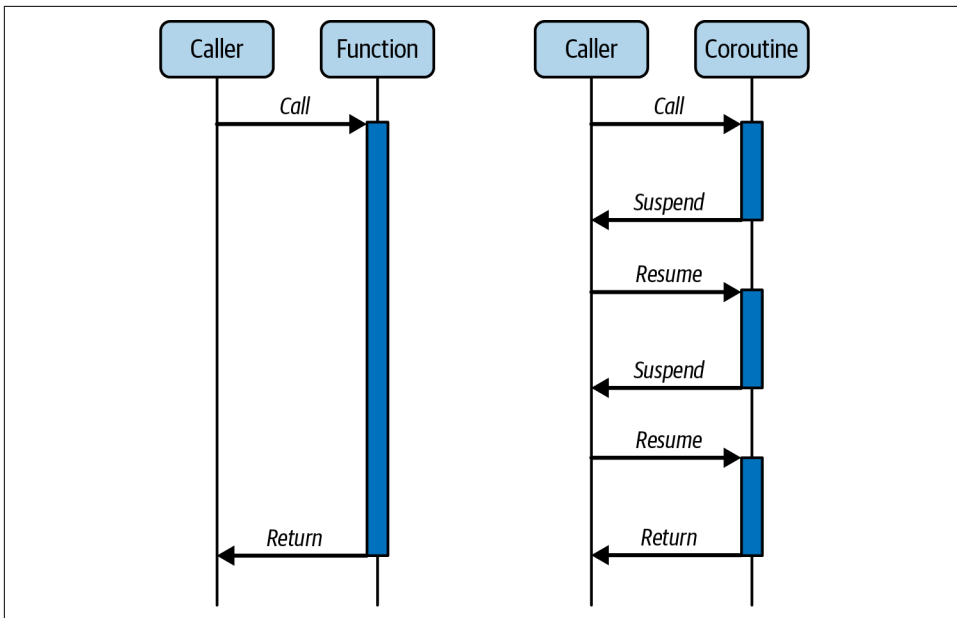 Caller
Function
Call
Return
Caller
Coroutine
Call
Suspend
Resume
Suspend
Resume
Return